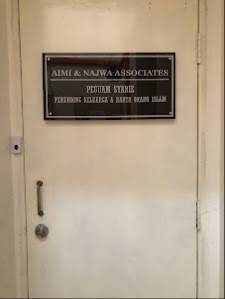 AIMI & NAJWA ASSOCIATES
PEGUAM SYARIE
PERUNDING KELUARGA & HARTA ORANG ISLAM